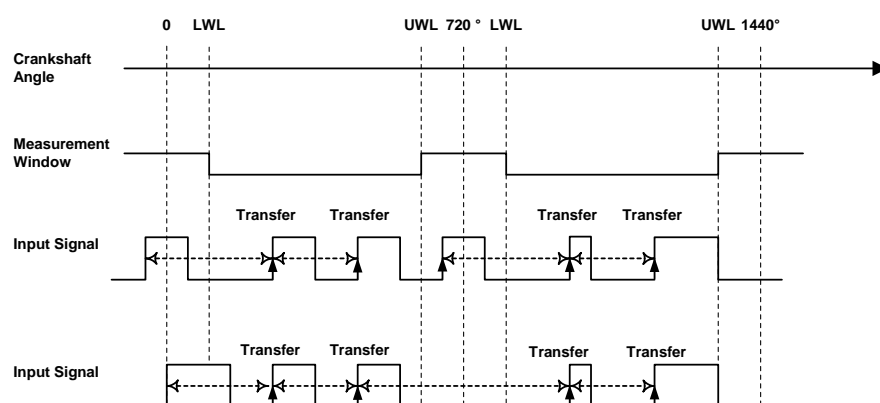 0 LWL UWL 720 ° LWL UWL 1440°
Crankshaft
Angle
Measurement
Window
Transfer Transfer Transfer Transfer
Input Signal
Transfer Transfer Transfer Transfer
Input Signal